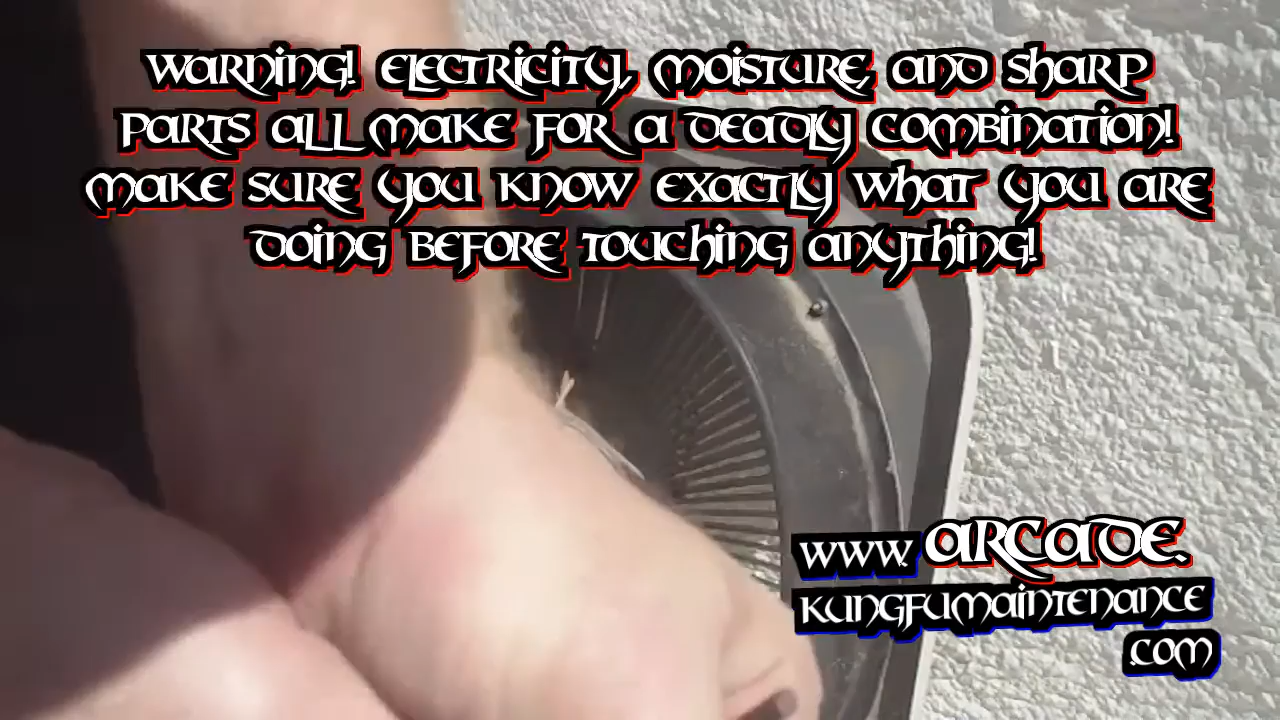 Warning! Electricity, moisture, and sharp
parts all make for a deadly combination!
Make sure you know exactly what you are
doing before touching anything!
www.arcade.
kungfumaintenance
.com